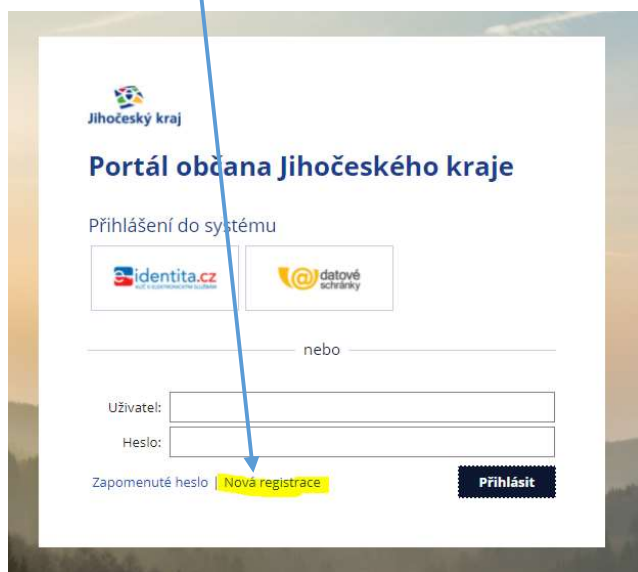 Jihočeský kraj
Portál občana Jihočeského kraje
Přihlášení do systému
identita.cz
datové
schránky
nebo
Uživatel:
Heslo:
Zapomenuté heslo | Nová registrace
Přihlásit